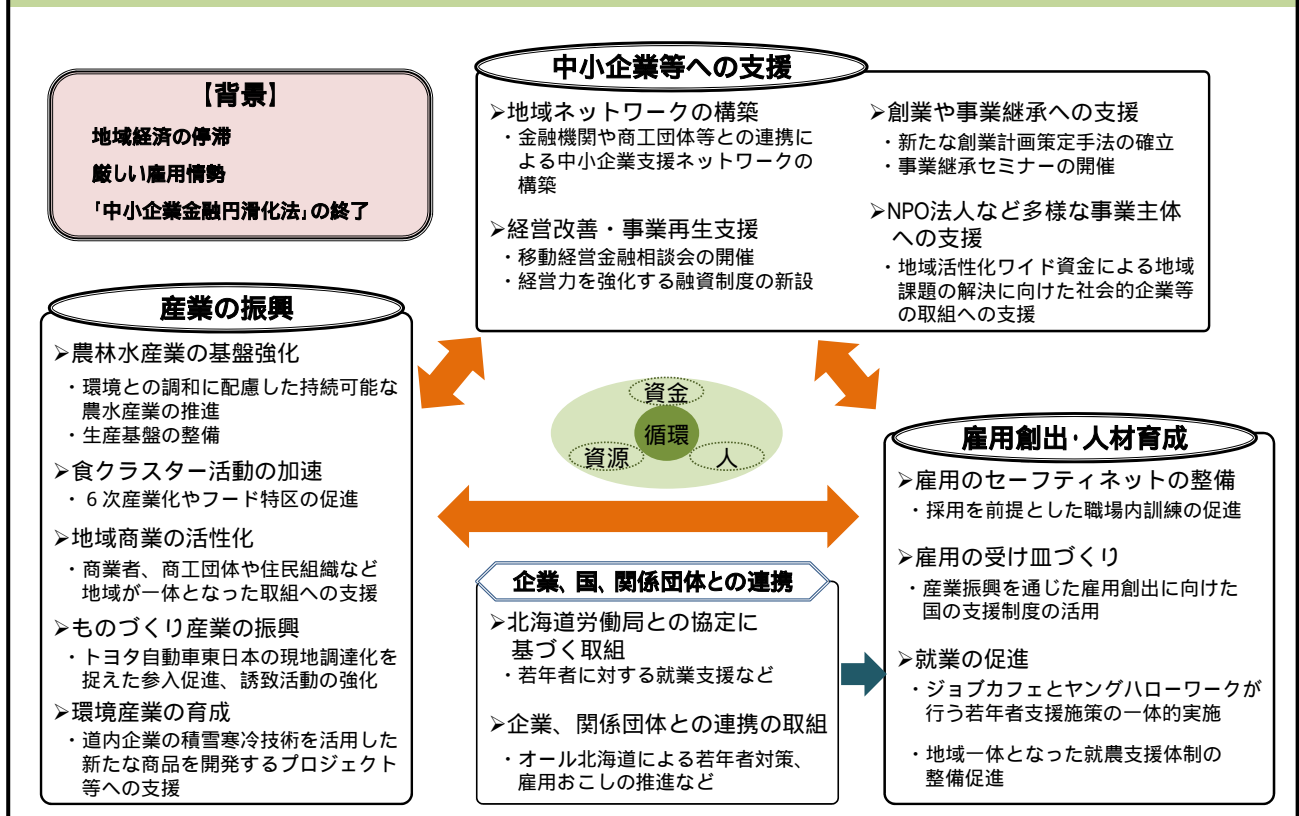 【背景】
地域経済の停滞
厳しい雇用情勢
「中小企業金融円滑化法」の終了
中小企業等への支援
➢地域ネットワークの構築
・金融機関や商工団体等との連携に
よる中小企業支援ネットワークの
構築
➢経営改善・事業再生支援
・移動経営金融相談会の開催
・経営力を強化する融資制度の新設
➢創業や事業継承への支援
・新たな創業計画策定手法の確立
・事業継承セミナーの開催
➢NPO法人など多様な事業主体
への支援
・地域活性化ワイド資金による地域
課題の解決に向けた社会的企業等
の取組への支援
産業の振興
➢農林水産業の基盤強化
・環境との調和に配慮した持続可能な
農水産業の推進
・生産基盤の整備
➢食クラスター活動の加速
・６次産業化やフード特区の促進
➢地域商業の活性化
・商業者、商工団体や住民組織など
地域が一体となった取組への支援
➢ものづくり産業の振興
・トヨタ自動車東日本の現地調達化を
捉えた参入促進、誘致活動の強化
➢環境産業の育成
・道内企業の積雪寒冷技術を活用した
新たな商品を開発するプロジェクト
等への支援
資金
循環
資源
人
企業、国、関係団体との連携
➢北海道労働局との協定に
基づく取組
・若年者に対する就業支援など
➢企業、関係団体との連携の取組
・オール北海道による若年者対策、
雇用おこしの推進など
雇用創出・人材育成
➢雇用のセーフティネットの整備
・採用を前提とした職場内訓練の促進
➢雇用の受け皿づくり
・産業振興を通じた雇用創出に向けた
国の支援制度の活用
➢就業の促進
・ジョブカフェとヤングハローワークが
行う若年者支援施策の一体的実施
・地域一体となった就農支援体制の
整備促進